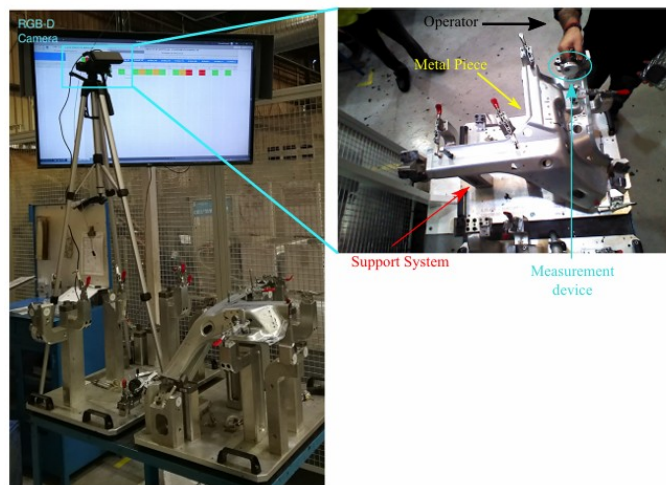 RGB-D
Camera
Operator
Metal Piece
Support System
Measurement
device